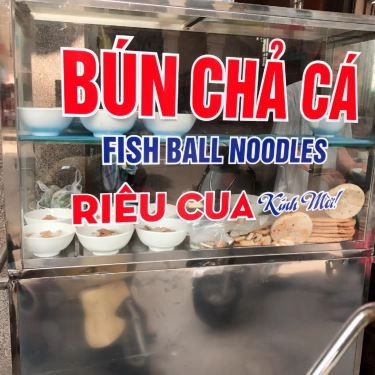 BÚN CHẢ CÁ
FISH BALL NOODLES
RIÊU CUA Kính Mời!